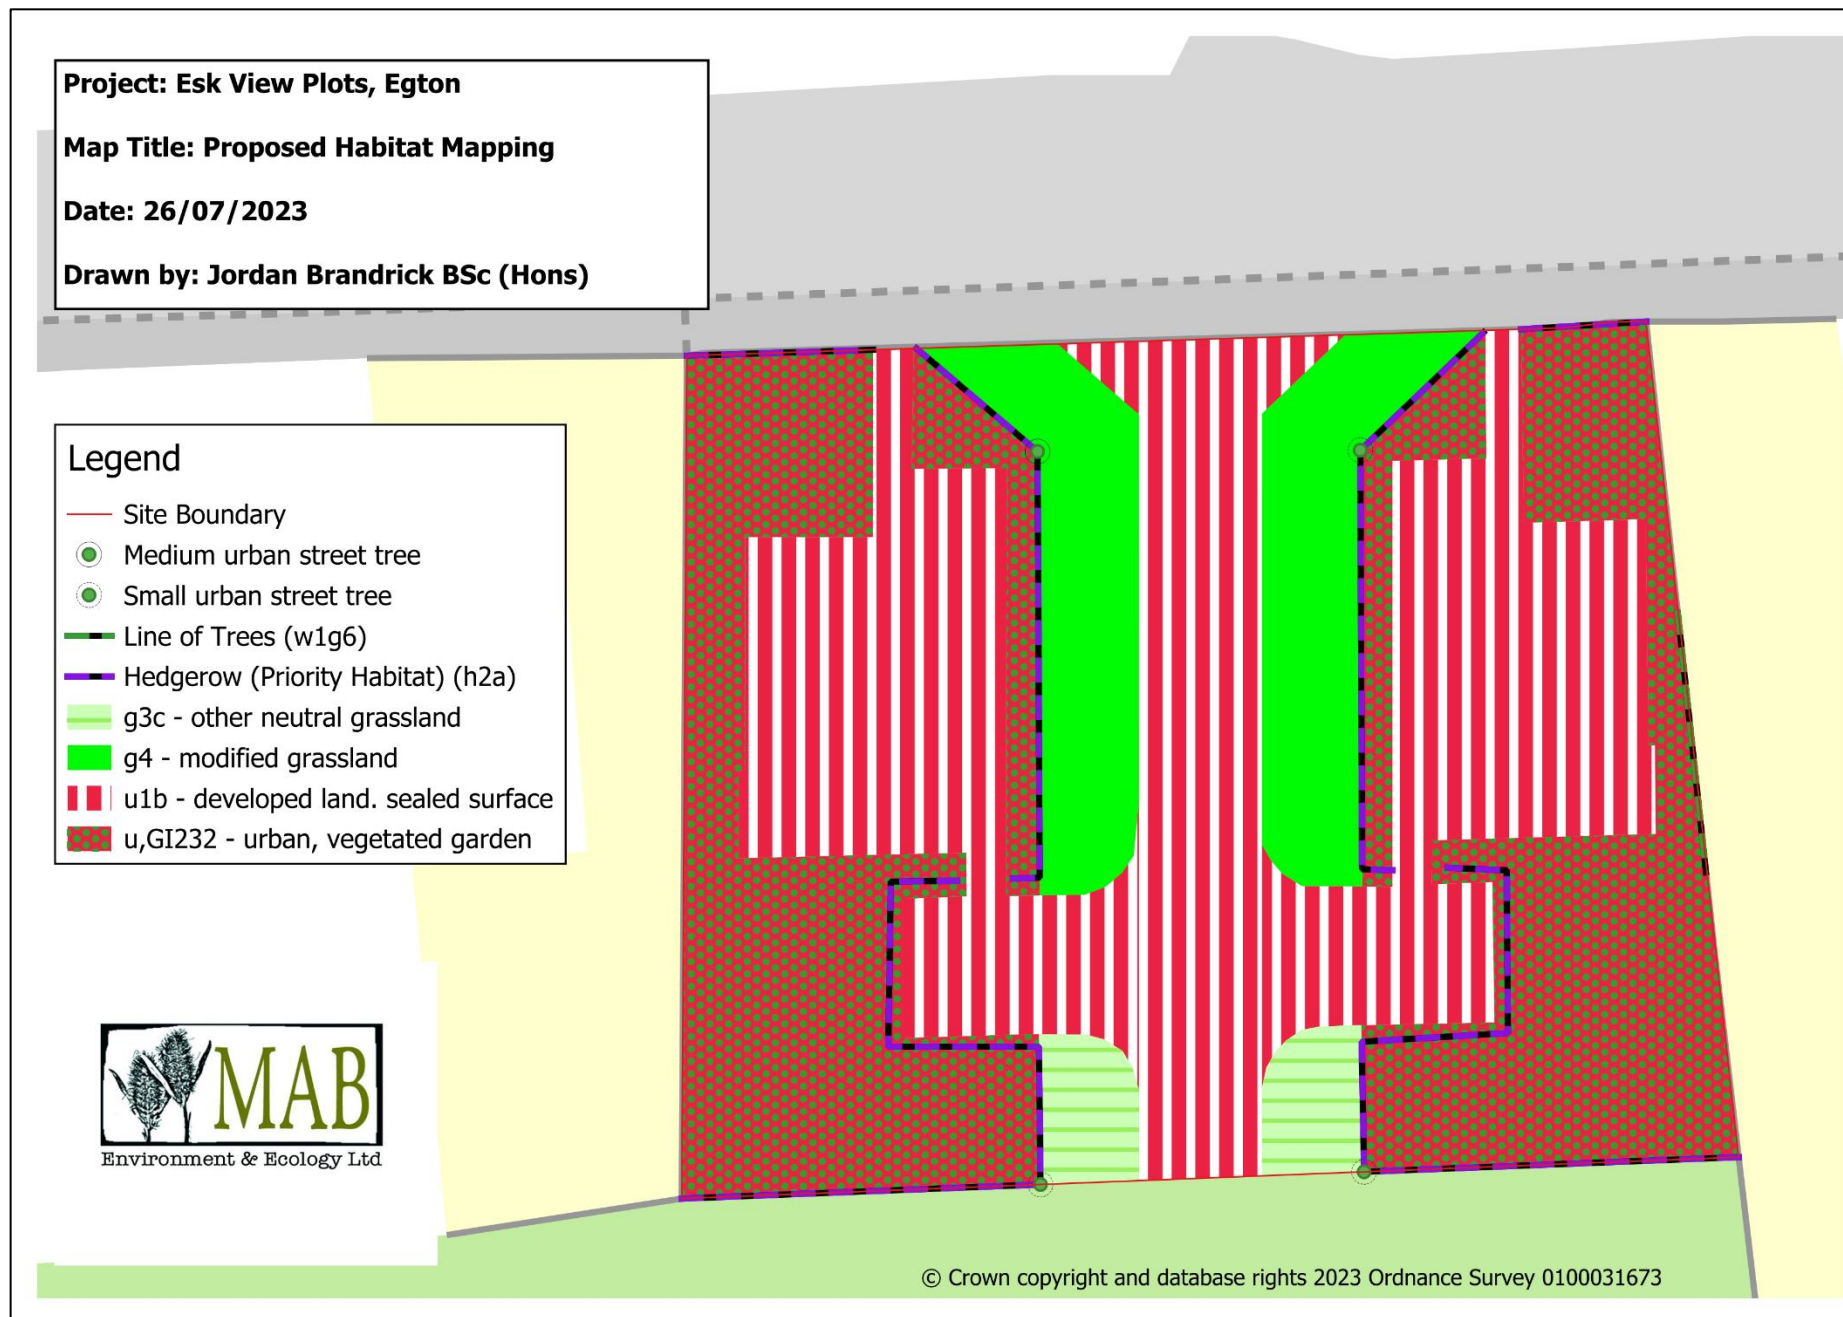 Project: Esk View Plots, Egton
Map Title: Proposed Habitat Mapping
Date: 26/07/2023
Drawn by: Jordan Brandrick BSc (Hons)
Legend
Site Boundary
Medium urban street tree
Small urban street tree
Line of Trees (w1g6)
Hedgerow (Priority Habitat) (h2a)
g3c - other neutral grassland
g4 - modified grassland
u1b - developed land. sealed surface
u,GI232 - urban, vegetated garden
MAB
Environment & Ecology Ltd
© Crown copyright and database rights 2023 Ordnance Survey 0100031673